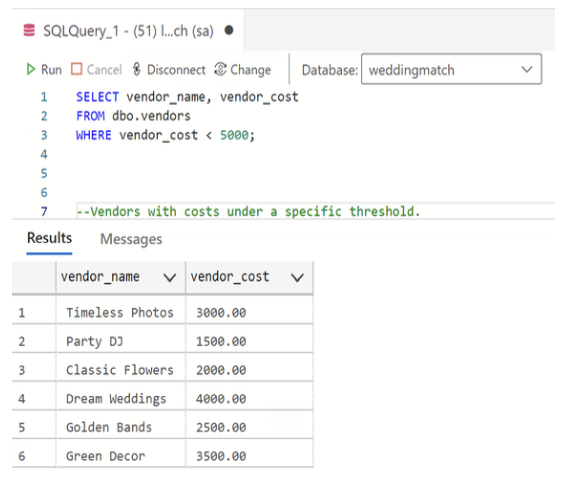 SQLQuery_1 - (51) l...ch (sa)
Run Cancel Disconnect Change Database: weddingmatch
1 SELECT vendor_name, vendor_cost
2 FROM dbo.vendors
3 WHERE vendor_cost < 5000;
4
5
6
7 --Vendors with costs under a specific threshold.
Results Messages
vendor_name vendor_cost
1 Timeless Photos 3000.00
2 Party DJ 1500.00
3 Classic Flowers 2000.00
4 Dream Weddings 4000.00
5 Golden Bands 2500.00
6 Green Decor 3500.00